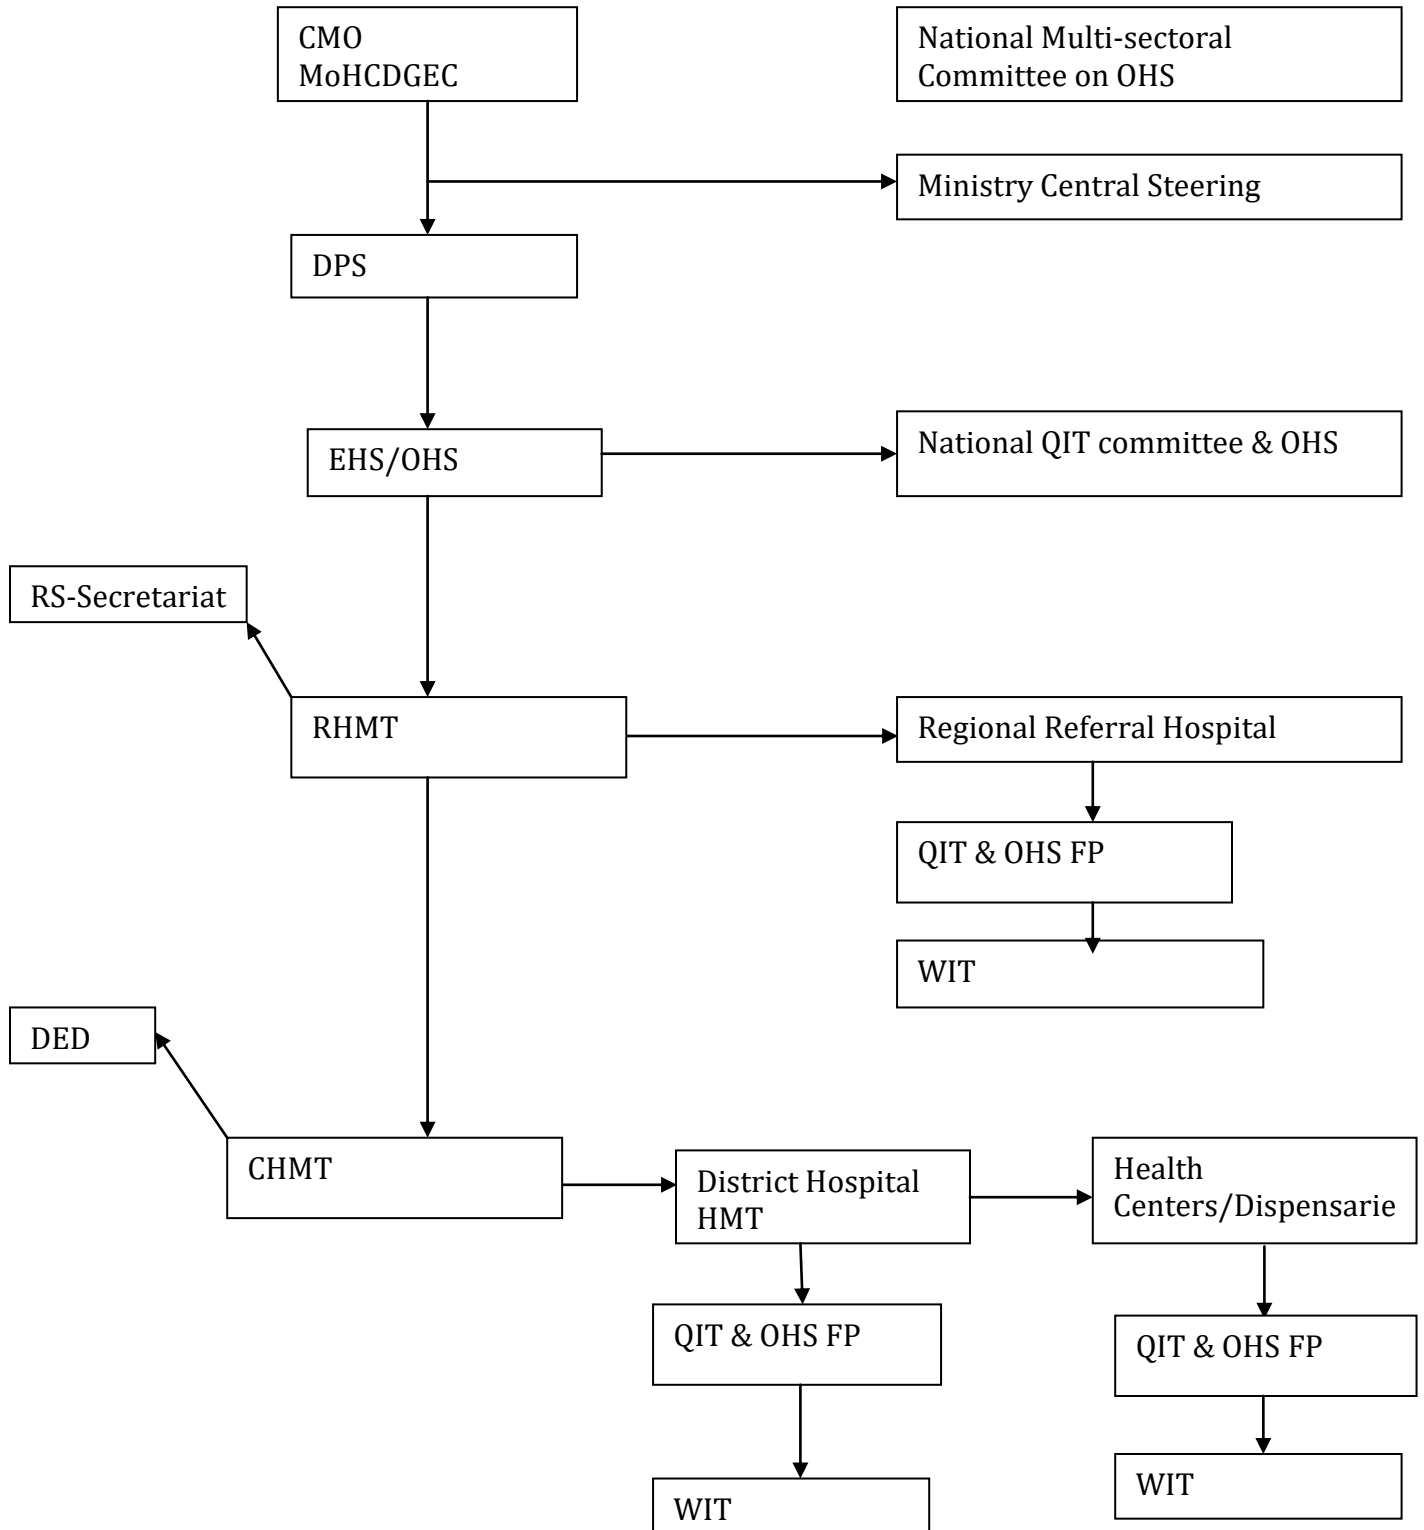 CMO
MoHCDGEC
National Multi-sectoral
Committee on OHS
Ministry Central Steering
DPS
EHS/OHS
National QIT committee & OHS
RS-Secretariat
RHMT
Regional Referral Hospital
QIT & OHS FP
WIT
DED
CHMT
District Hospital
HMT
Health
Centers/Dispensarie
QIT & OHS FP
QIT & OHS FP
WIT
WIT